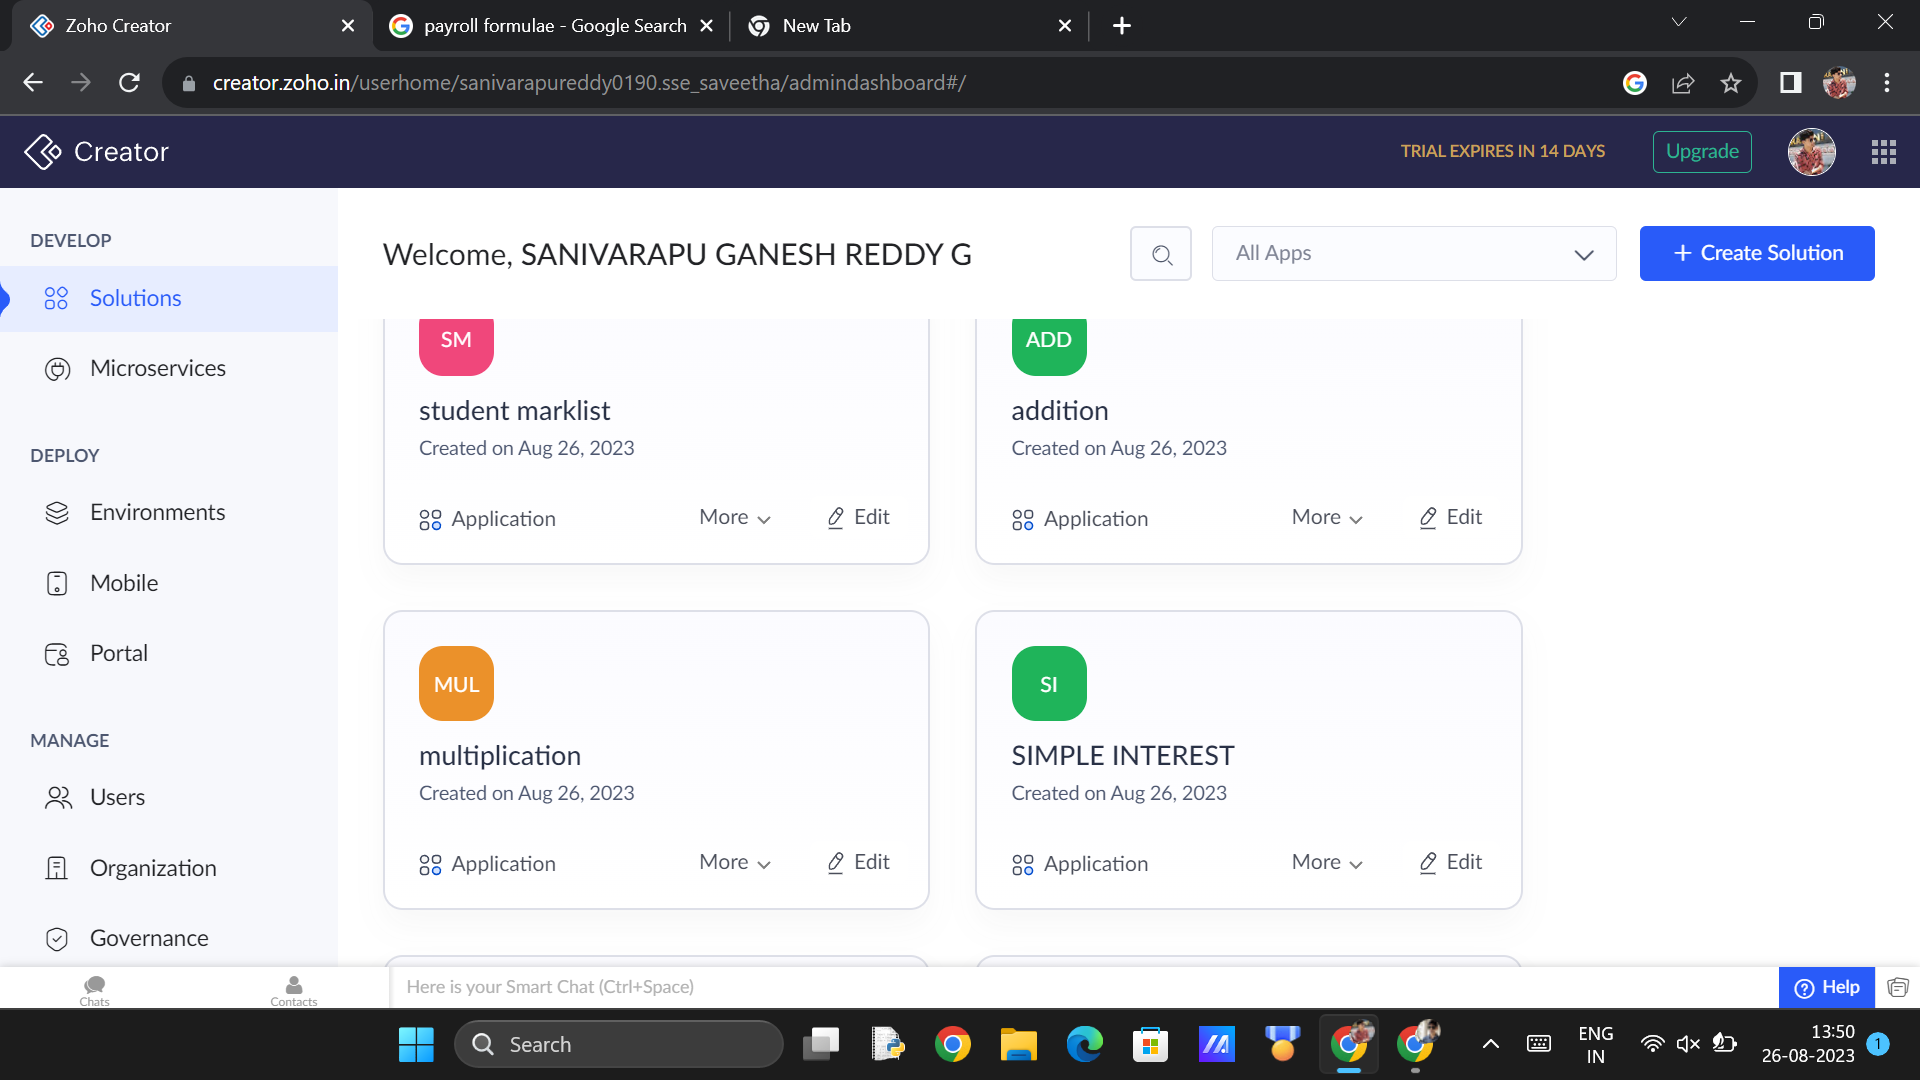 Zoho Creator
payroll formulae - Google Search
New Tab
creator.zoho.in/userhome/sanivarapureddy0190.sse_saveetha/admindashboard#/
Creator
TRIAL EXPIRES IN 14 DAYS
Upgrade
DEVELOP
Solutions
Microservices
DEPLOY
Environments
Mobile
Portal
MANAGE
Users
Organization
Governance
Welcome, SANIVARAPU GANESH REDDY G
All Apps
+ Create Solution
SM
student marklist
Created on Aug 26, 2023
Application
More
Edit
ADD
addition
Created on Aug 26, 2023
Application
More
Edit
MUL
multiplication
Created on Aug 26, 2023
Application
More
Edit
SI
SIMPLE INTEREST
Created on Aug 26, 2023
Application
More
Edit
Chats
Contacts
Here is your Smart Chat (Ctrl+Space)
Help
Search
ENG
IN
13:50
26-08-2023
1